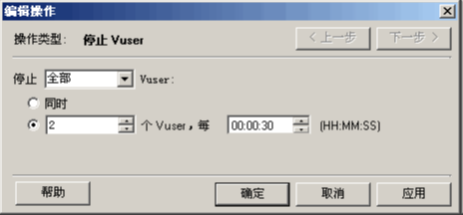 编辑操作
操作类型: 停止 Vuser
<上一步 下一步>
停止 全部 Vuser:
同时
2 个 Vuser，每 00:00:30 (HH:MM:SS)
帮助 确定 取消 应用